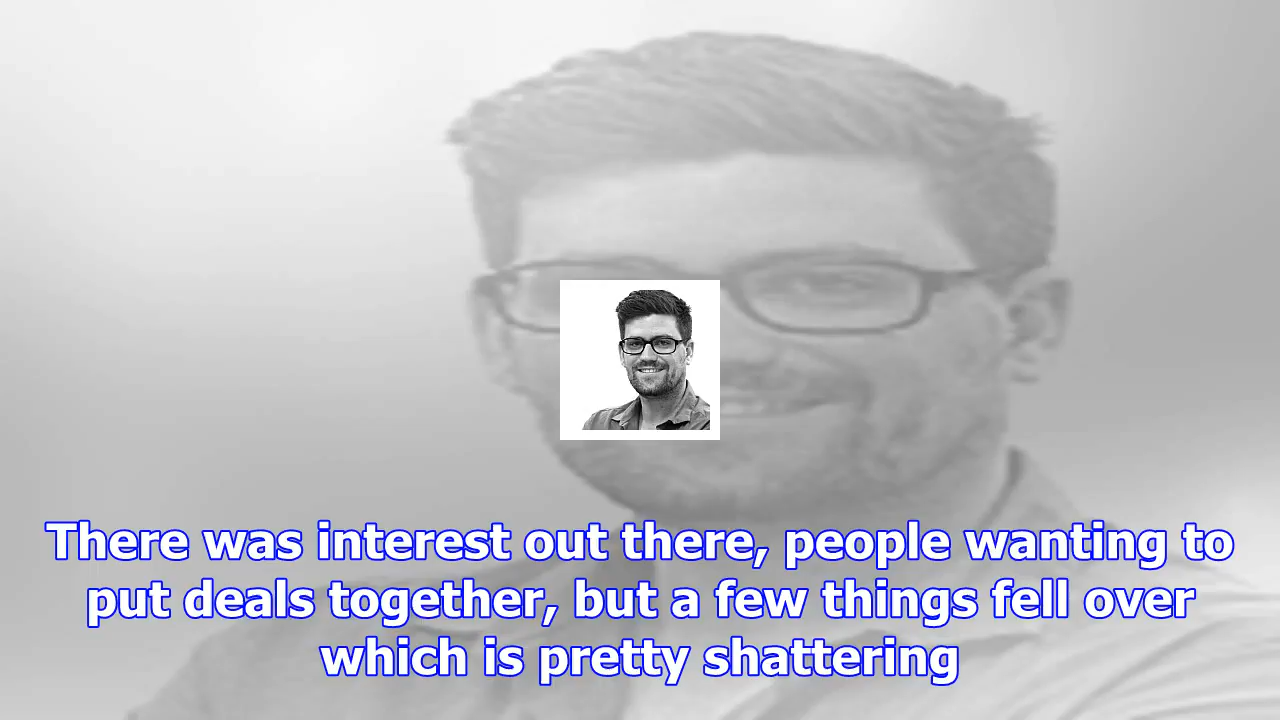 There was interest out there, people wanting to
put deals together, but a few things fell over
which is pretty shattering